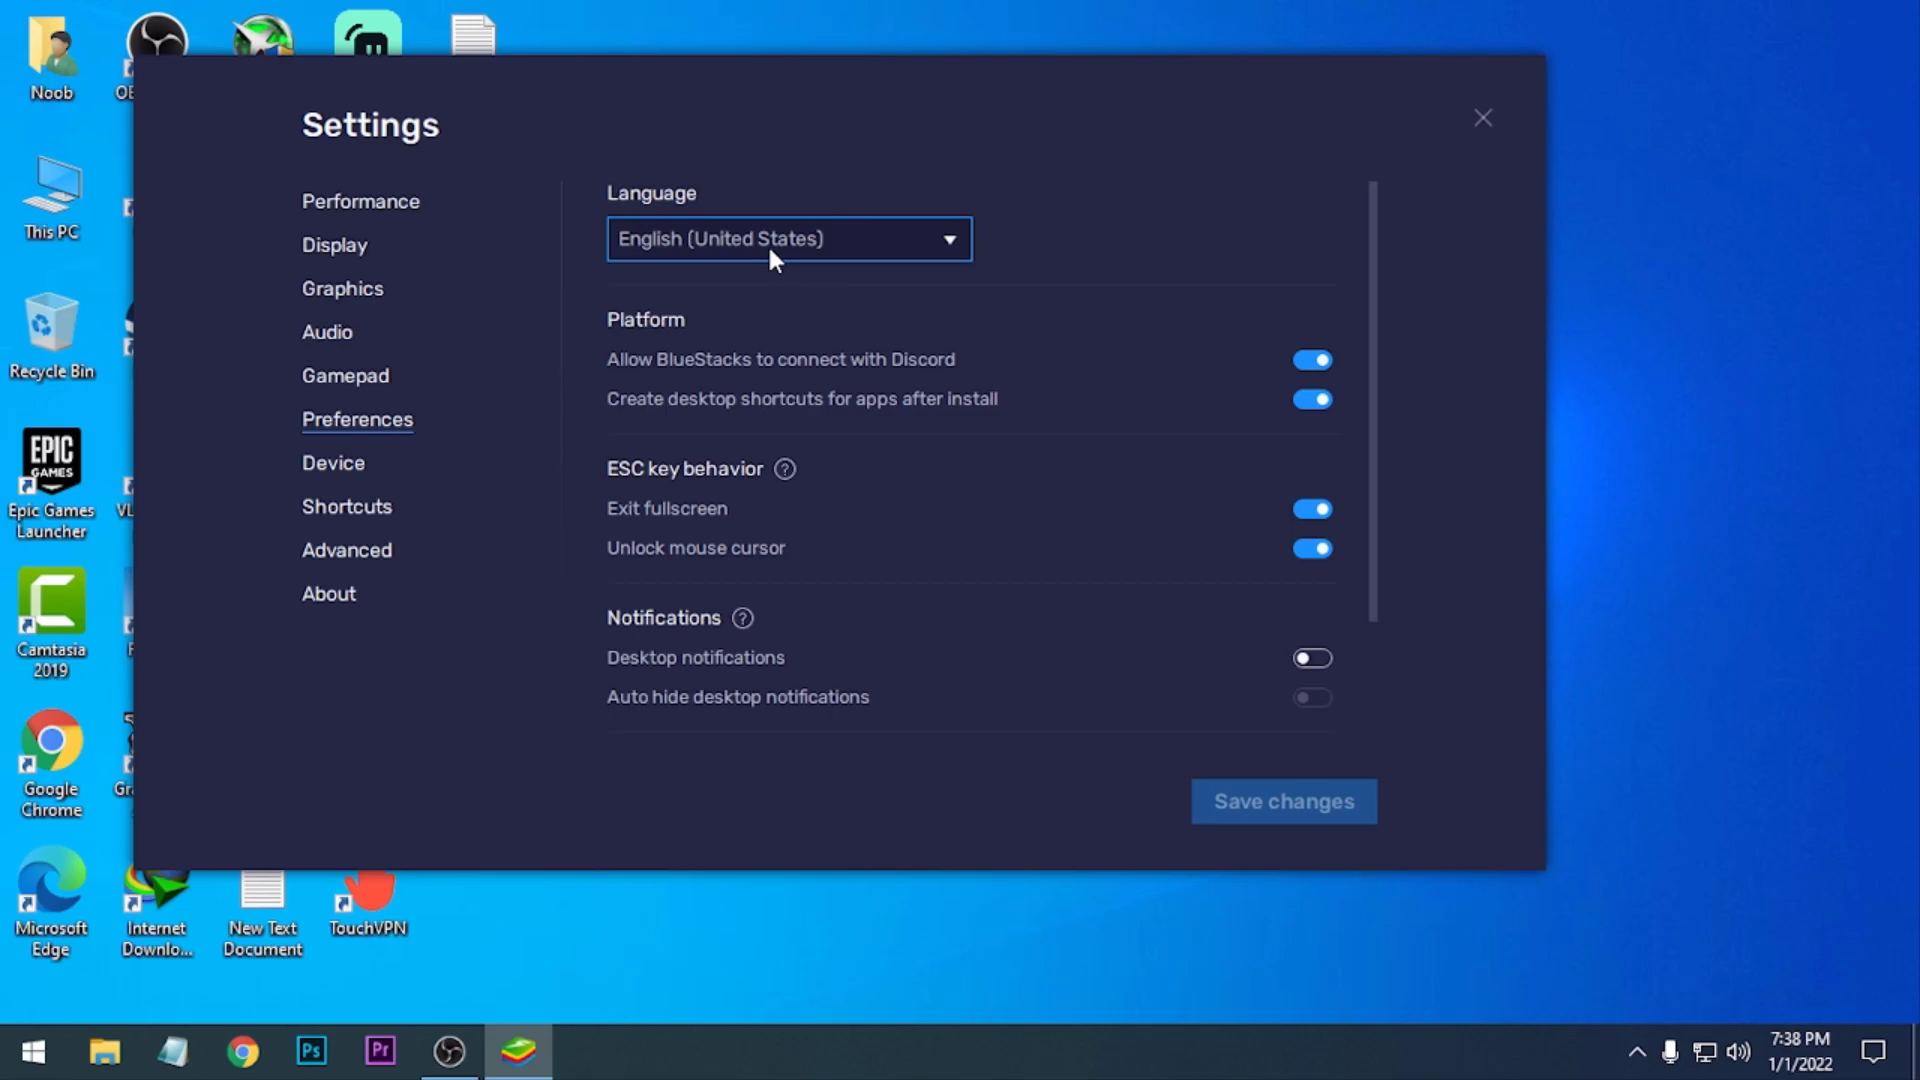 Noob
This PC
Recycle Bin
EPIC
GAMES
Epic Games
Launcher
Camtasia
2019
Google
Chrome
Microsoft
Edge
Internet
Downlo...
New Text
Document
TouchVPN
Settings
Performance
Display
Graphics
Audio
Gamepad
Preferences
Device
Shortcuts
Advanced
About
Language
English (United States)
Platform
Allow BlueStacks to connect with Discord
Create desktop shortcuts for apps after install
ESC key behavior ?
Exit fullscreen
Unlock mouse cursor
Notifications ?
Desktop notifications
Auto hide desktop notifications
Save changes
Ps
Pr
7:38 PM
1/1/2022